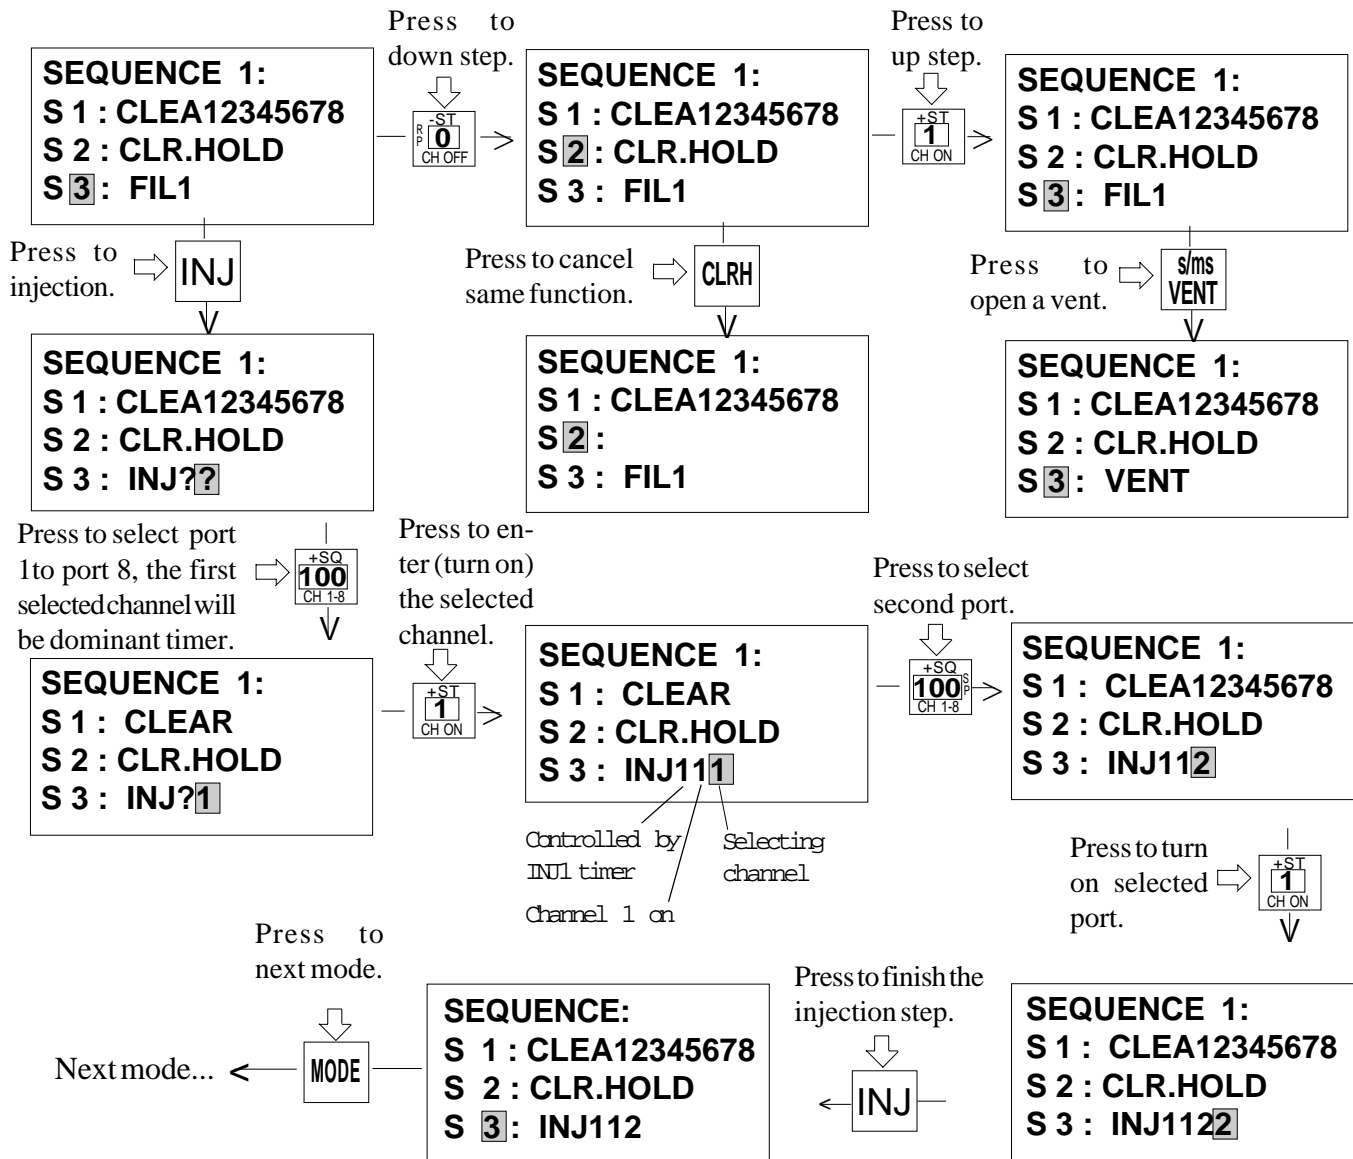 Press to
down step.
Press to
up step.
SEQUENCE 1:
S 1 : CLEA12345678
S 2 : CLR.HOLD
S 3 : FIL1
-ST
R P 0
CH OFF
SEQUENCE 1:
S 1 : CLEA12345678
S 2 : CLR.HOLD
S 3 : FIL1
+ST
1
CH ON
SEQUENCE 1:
S 1 : CLEA12345678
S 2 : CLR.HOLD
S 3 : FIL1
Press to
injection.
INJ
Press to cancel
same function.
CLRH
Press to
open a vent.
s/ms
VENT
SEQUENCE 1:
S 1 : CLEA12345678
S 2 : CLR.HOLD
S 3 : INJ??
SEQUENCE 1:
S 1 : CLEA12345678
S 2 :
S 3 : FIL1
SEQUENCE 1:
S 1 : CLEA12345678
S 2 : CLR.HOLD
S 3 : VENT
Press to select port
1to port 8, the first
selected channel will
be dominant timer.
+SQ
100
CH 1-8
Press to en-
ter (turn on)
the selected
channel.
+ST
1
CH ON
Press to select
second port.
+SQ
100 S P
CH 1-8
SEQUENCE 1:
S 1 : CLEAR
S 2 : CLR.HOLD
S 3 : INJ?1
SEQUENCE 1:
S 1 : CLEAR
S 2 : CLR.HOLD
S 3 : INJ111
Controlled by
INJ1 timer
Selecting
channel
Channel 1 on
SEQUENCE 1:
S 1 : CLEA12345678
S 2 : CLR.HOLD
S 3 : INJ112
Press to turn
on selected
port.
+ST
1
CH ON
SEQUENCE 1:
S 1 : CLEA12345678
S 2 : CLR.HOLD
S 3 : INJ1122
Press to finish the
injection step.
INJ
SEQUENCE:
S 1 : CLEA12345678
S 2 : CLR.HOLD
S 3 : INJ112
Press to
next mode.
MODE
Next mode...